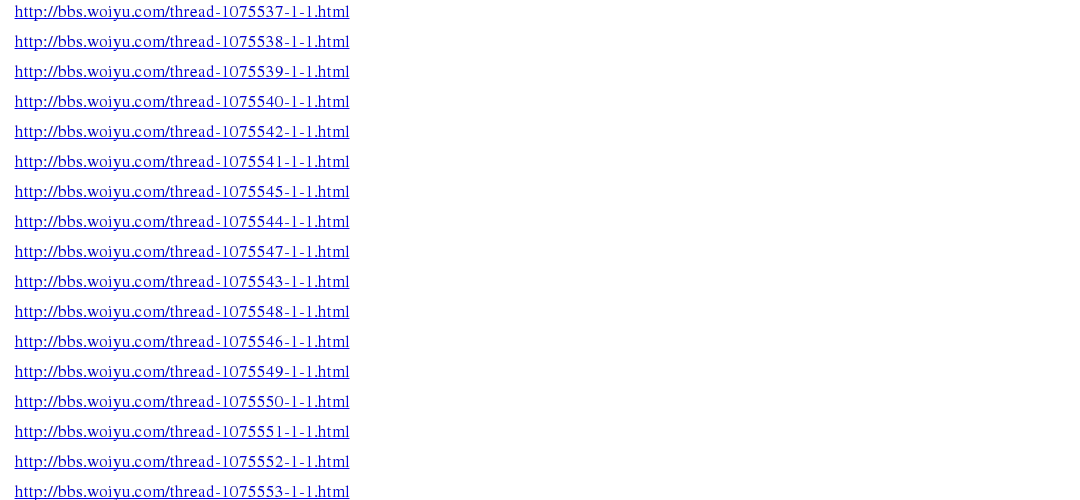 http://bbs.woiyu.com/thread-1075537-1-1.html
http://bbs.woiyu.com/thread-1075538-1-1.html
http://bbs.woiyu.com/thread-1075539-1-1.html
http://bbs.woiyu.com/thread-1075540-1-1.html
http://bbs.woiyu.com/thread-1075542-1-1.html
http://bbs.woiyu.com/thread-1075541-1-1.html
http://bbs.woiyu.com/thread-1075545-1-1.html
http://bbs.woiyu.com/thread-1075544-1-1.html
http://bbs.woiyu.com/thread-1075547-1-1.html
http://bbs.woiyu.com/thread-1075543-1-1.html
http://bbs.woiyu.com/thread-1075548-1-1.html
http://bbs.woiyu.com/thread-1075546-1-1.html
http://bbs.woiyu.com/thread-1075549-1-1.html
http://bbs.woiyu.com/thread-1075550-1-1.html
http://bbs.woiyu.com/thread-1075551-1-1.html
http://bbs.woiyu.com/thread-1075552-1-1.html
http://bbs.woiyu.com/thread-1075553-1-1.html